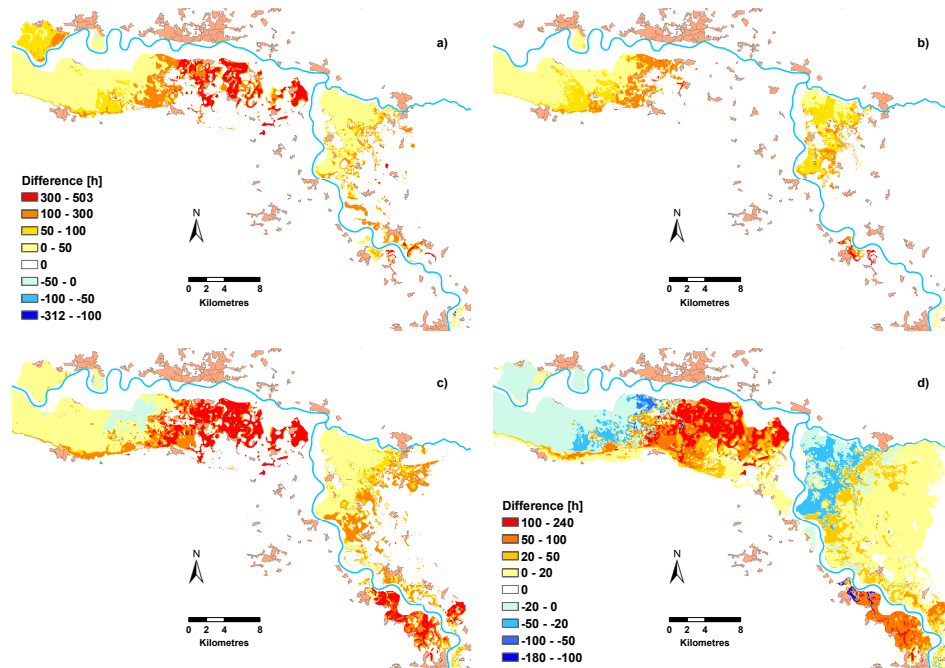 a)
b)
Difference [h]
300 - 503
100 - 300
50 - 100
0 - 50
0
-50 - 0
-100 - -50
-312 - -100
N
0 2 4 8
Kilometres
N
0 2 4 8
Kilometres
c)
d)
N
0 2 4 8
Kilometres
Difference [h]
100 - 240
50 - 100
20 - 50
0 - 20
0
-20 - 0
-50 - -20
-100 - -50
-180 - -100
N
0 2 4 8
Kilometres